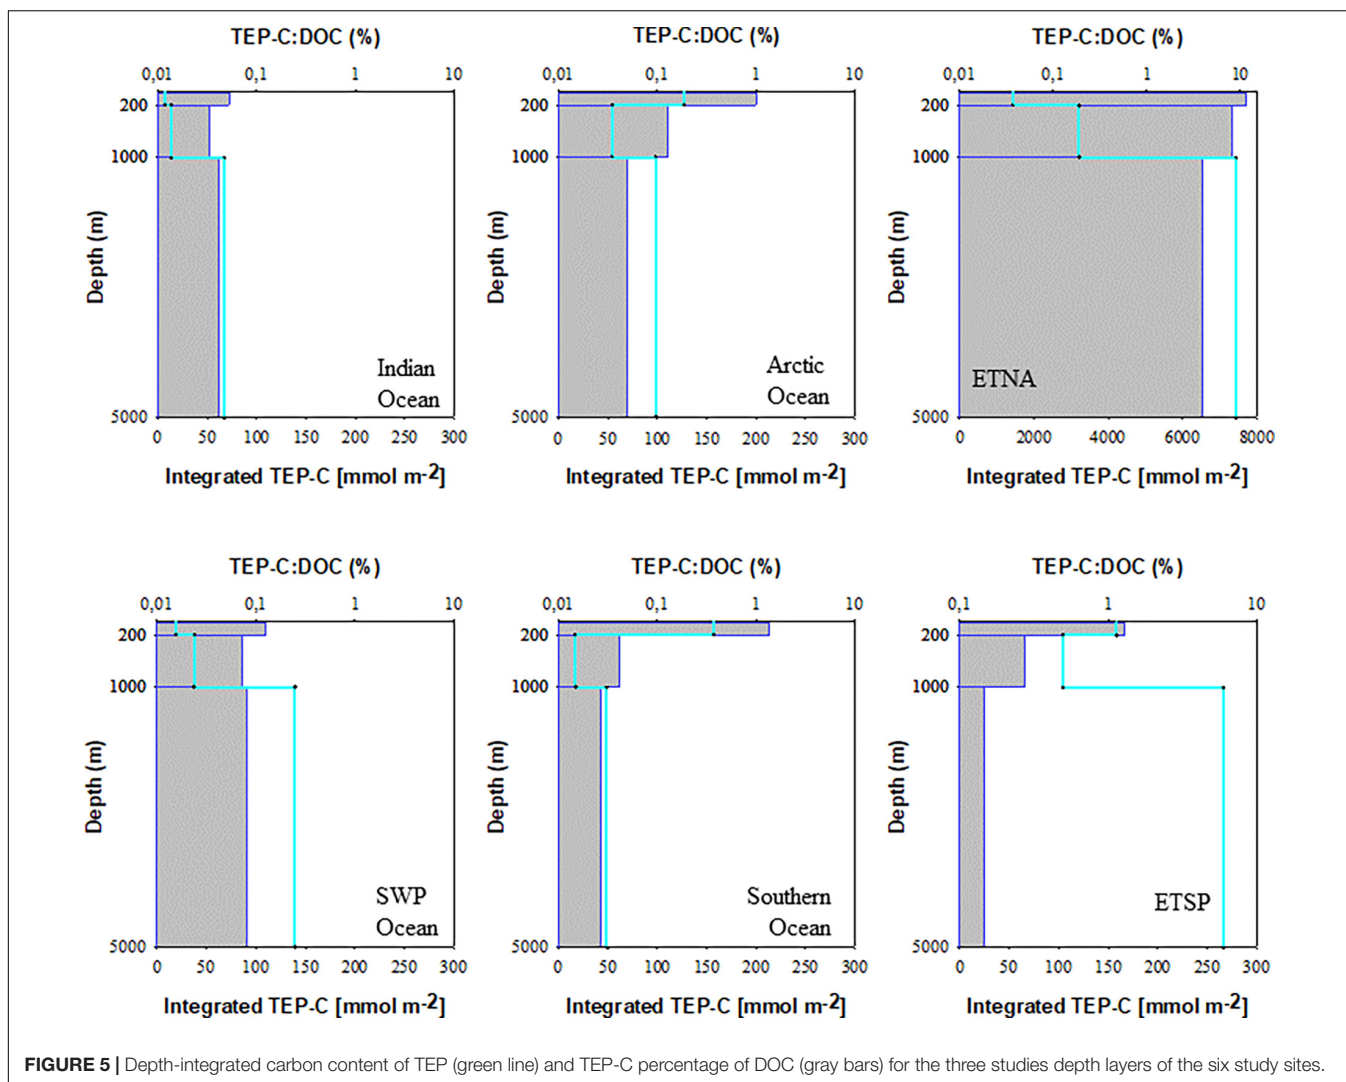 TEP-C:DOC (%) TEP-C:DOC (%) TEP-C:DOC (%)
0,01 0,1 1 10 0,01 0,1 1 10 0,01 0,1 1 10
200 200 200
1000 1000 1000
Depth (m) Depth (m) Depth (m)
Indian Ocean Arctic Ocean ETNA
5000 5000 5000
0 50 100 150 200 250 300 0 50 100 150 200 250 300 0 2000 4000 6000 8000
Integrated TEP-C [mmol m-2] Integrated TEP-C [mmol m-2] Integrated TEP-C [mmol m-2]
TEP-C:DOC (%) TEP-C:DOC (%) TEP-C:DOC (%)
0,01 0,1 1 10 0,01 0,1 1 10 0,1 1 10
200 200 200
1000 1000 1000
Depth (m) Depth (m) Depth (m)
SWP Ocean Southern Ocean ETSP
5000 5000 5000
0 50 100 150 200 250 300 0 50 100 150 200 250 300 0 50 100 150 200 250 300
Integrated TEP-C [mmol m-2] Integrated TEP-C [mmol m-2] Integrated TEP-C [mmol m-2]
FIGURE 5 | Depth-integrated carbon content of TEP (green line) and TEP-C percentage of DOC (gray bars) for the three studies depth layers of the six study sites.